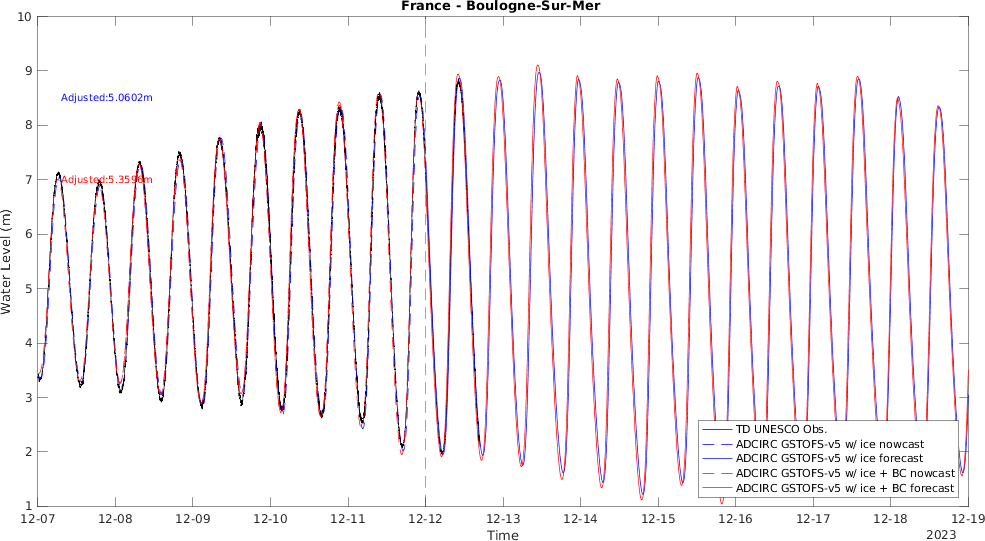 France - Boulogne-Sur-Mer
10
9
8
7
6
5
4
3
2
1
Water Level (m)
Adjusted:5.0602m
Adjusted:5.3596m
TD UNESCO Obs.
ADCIRC GSTOFS-v5 w/ ice nowcast
ADCIRC GSTOFS-v5 w/ ice forecast
ADCIRC GSTOFS-v5 w/ ice + BC nowcast
ADCIRC GSTOFS-v5 w/ ice + BC forecast
12-07 12-08 12-09 12-10 12-11 12-12 12-13 12-14 12-15 12-16 12-17 12-18 12-19
Time
2023